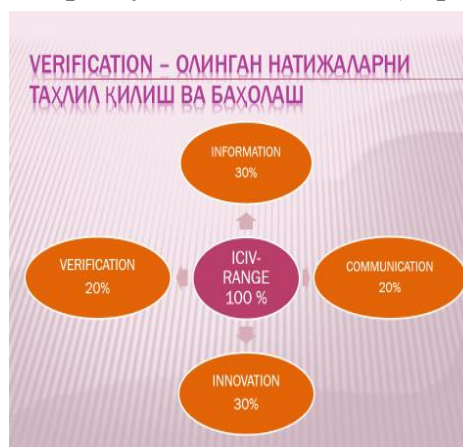 VERIFICATION – ОЛИНГАН НАТИЖАЛАРНИ
ТАҲЛИЛ ҚИЛИШ ВА БАҲОЛАШ
INFORMATION
30%
VERIFICATION
20%
ICIV-
RANGE
100 %
COMMUNICATION
20%
INNOVATION
30%